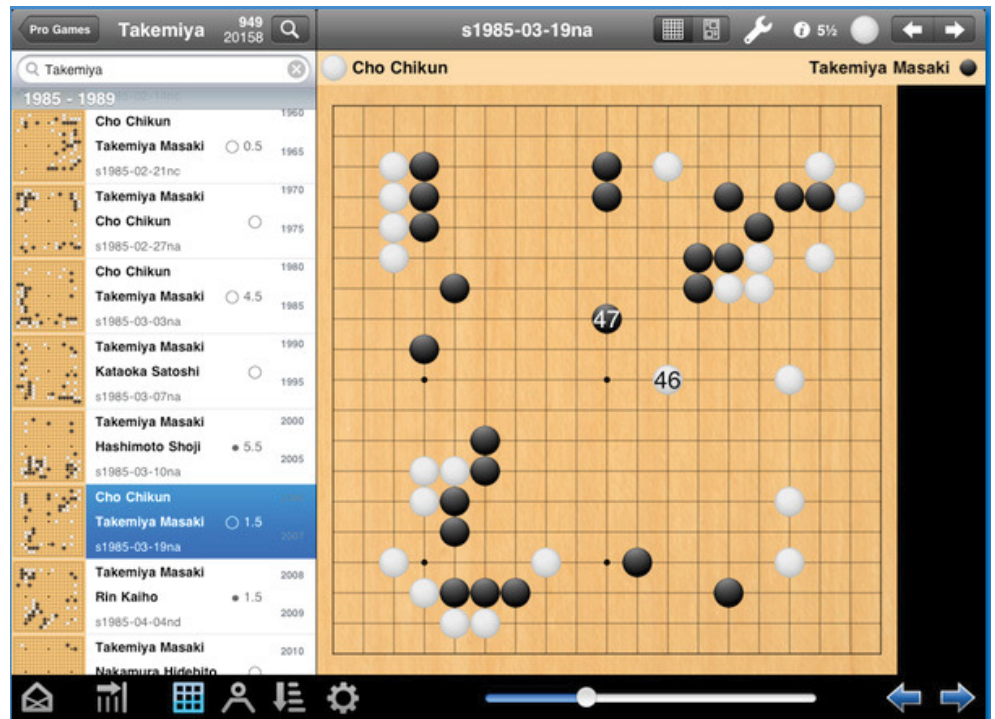 Pro Games
Takemiya
949
20158
s1985-03-19na
5½
Takemiya
Cho Chikun
Takemiya Masaki
1985 - 1989
Cho Chikun
1960
Takemiya Masaki
0.5
1965
s1985-02-21nc
Takemiya Masaki
1970
Cho Chikun
1975
s1985-02-27na
Cho Chikun
1980
Takemiya Masaki
4.5
1985
s1985-03-03na
Takemiya Masaki
1990
Kataoka Satoshi
1995
s1985-03-07na
Takemiya Masaki
2000
Hashimoto Shoji
5.5
2005
s1985-03-10na
Cho Chikun
Takemiya Masaki
1.5
2007
s1985-03-19na
Takemiya Masaki
2008
Rin Kaiho
1.5
2009
s1985-04-04nd
Takemiya Masaki
2010
Nakamura Hidehito
47
46